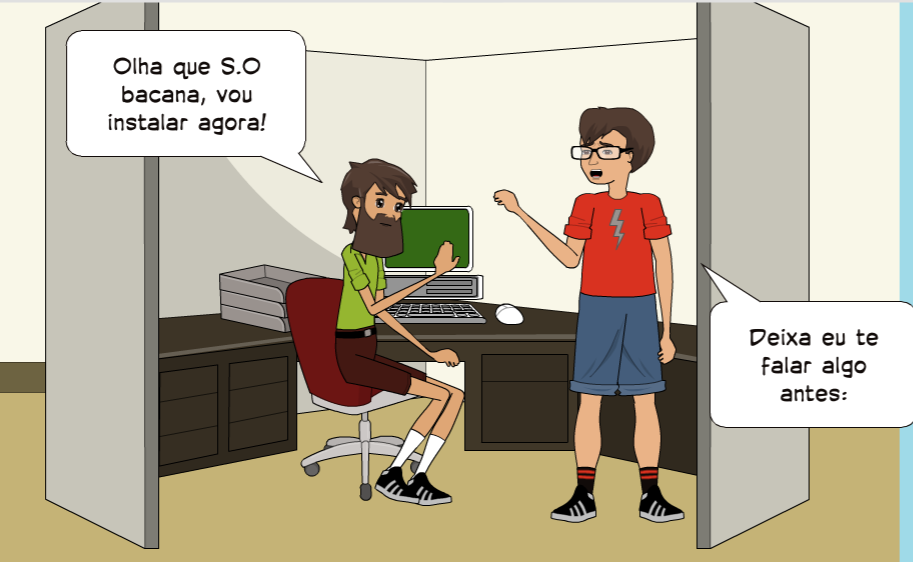 Olha que S.O
bacana, vou
instalar agora!
Deixa eu te
falar algo
antes: